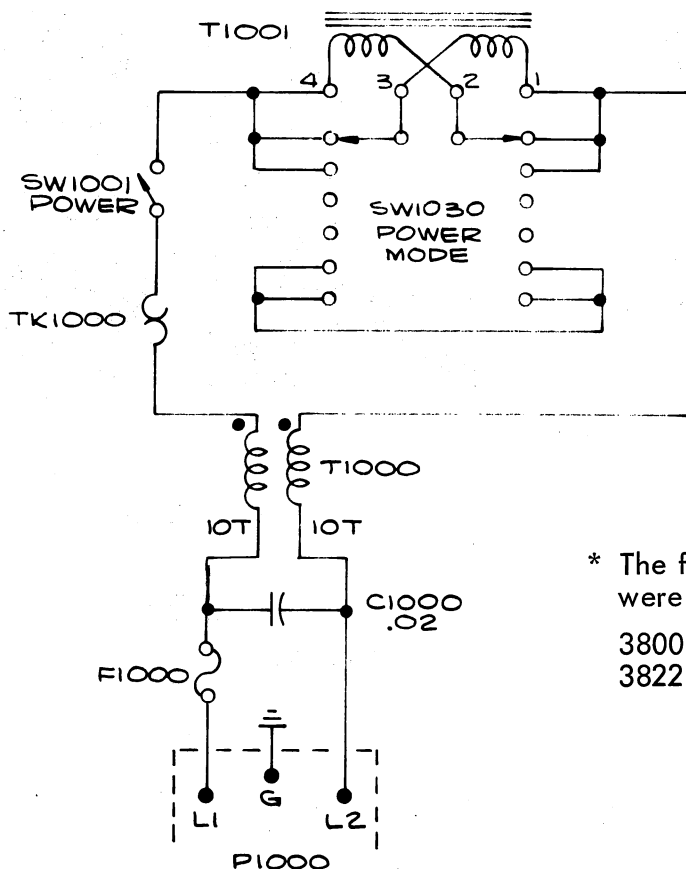 T1001
4 3 2 1
SW1001
POWER
SW1030
POWER
MODE
TK1000
T1000
10T 10T
* The f
were
C1000
.02
3800
3822
F1000
G
L1 L2
P1000